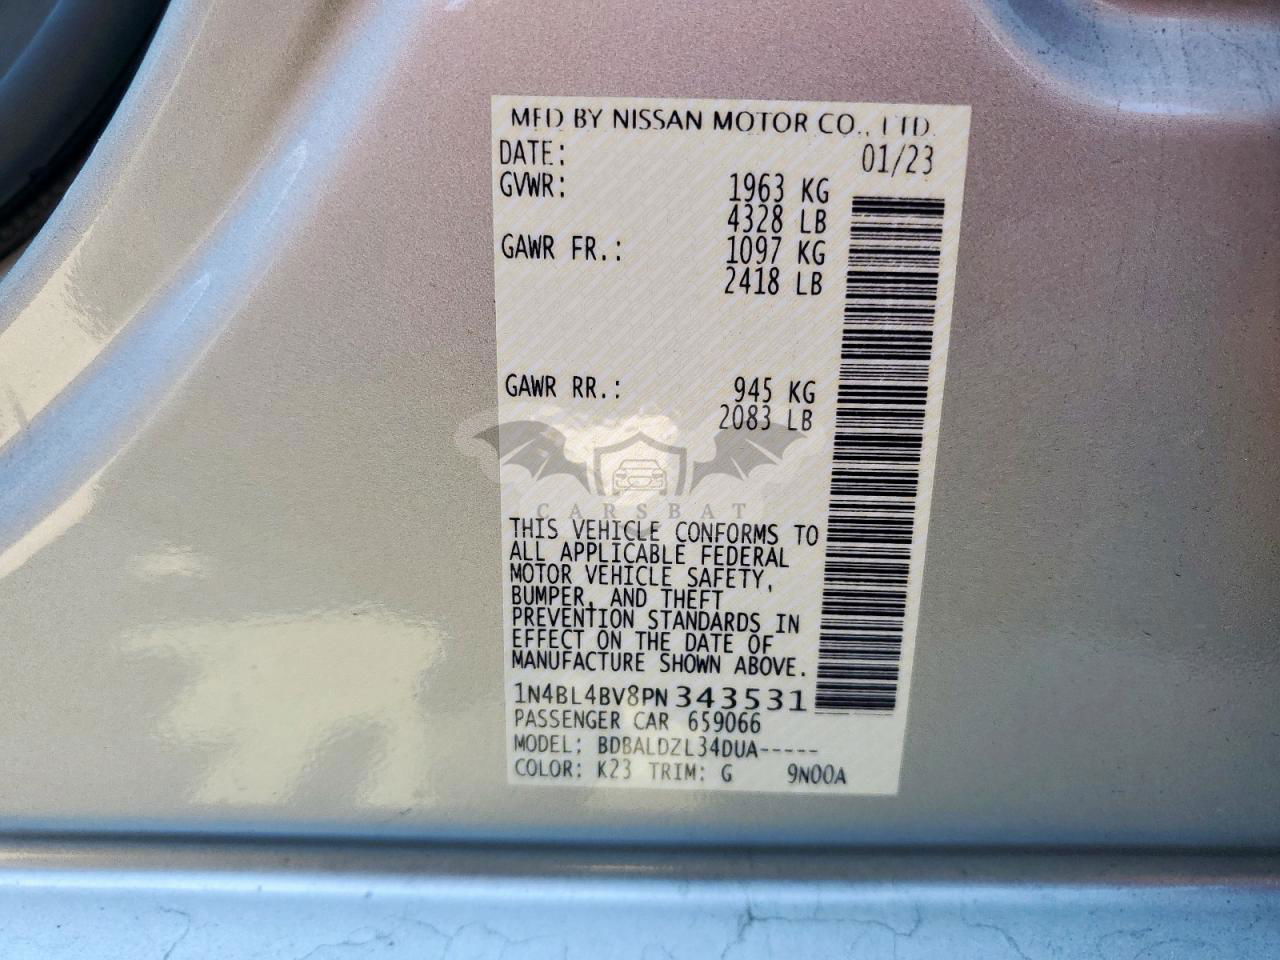 MFD BY NISSAN MOTOR CO., LTD.
DATE: 01/23
GVWR: 1963 KG
4328 LB
GAWR FR.: 1097 KG
2418 LB
GAWR RR.: 945 KG
2083 LB
CARSBAT
THIS VEHICLE CONFORMS TO
ALL APPLICABLE FEDERAL
MOTOR VEHICLE SAFETY,
BUMPER, AND THEFT
PREVENTION STANDARDS IN
EFFECT ON THE DATE OF
MANUFACTURE SHOWN ABOVE.
1N4BL4BV8PN343531
PASSENGER CAR 659066
MODEL: BDBALDZL34DUA-----
COLOR: K23 TRIM: G 9N00A